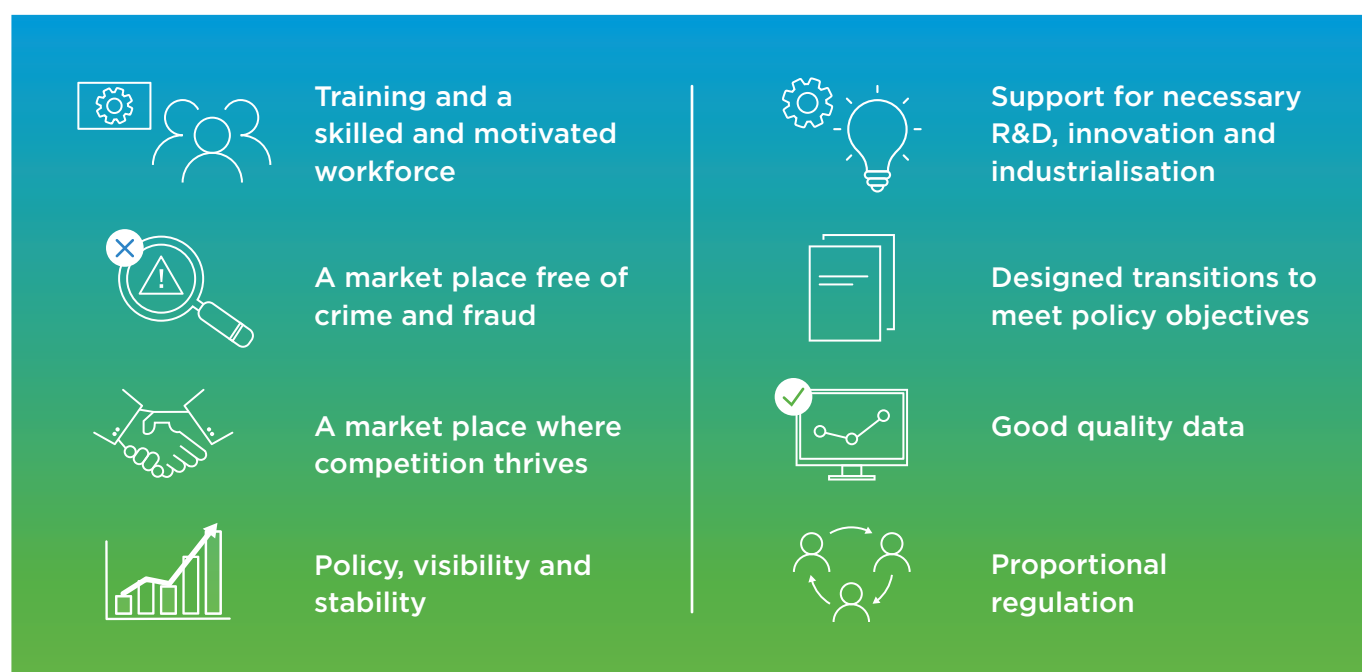 Training and a
skilled and motivated
workforce
A market place free of
crime and fraud
A market place where
competition thrives
Policy, visibility and
stability
Support for necessary
R&D, innovation and
industrialisation
Designed transitions to
meet policy objectives
Good quality data
Proportional
regulation